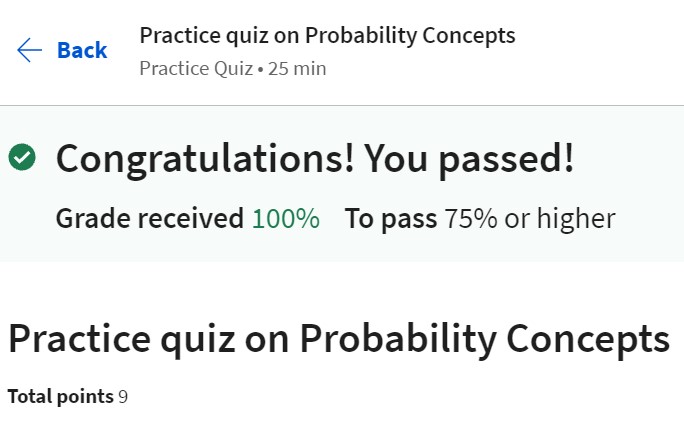 Back
Practice quiz on Probability Concepts
Practice Quiz • 25 min
Congratulations! You passed!
Grade received 100% To pass 75% or higher
Practice quiz on Probability Concepts
Total points 9